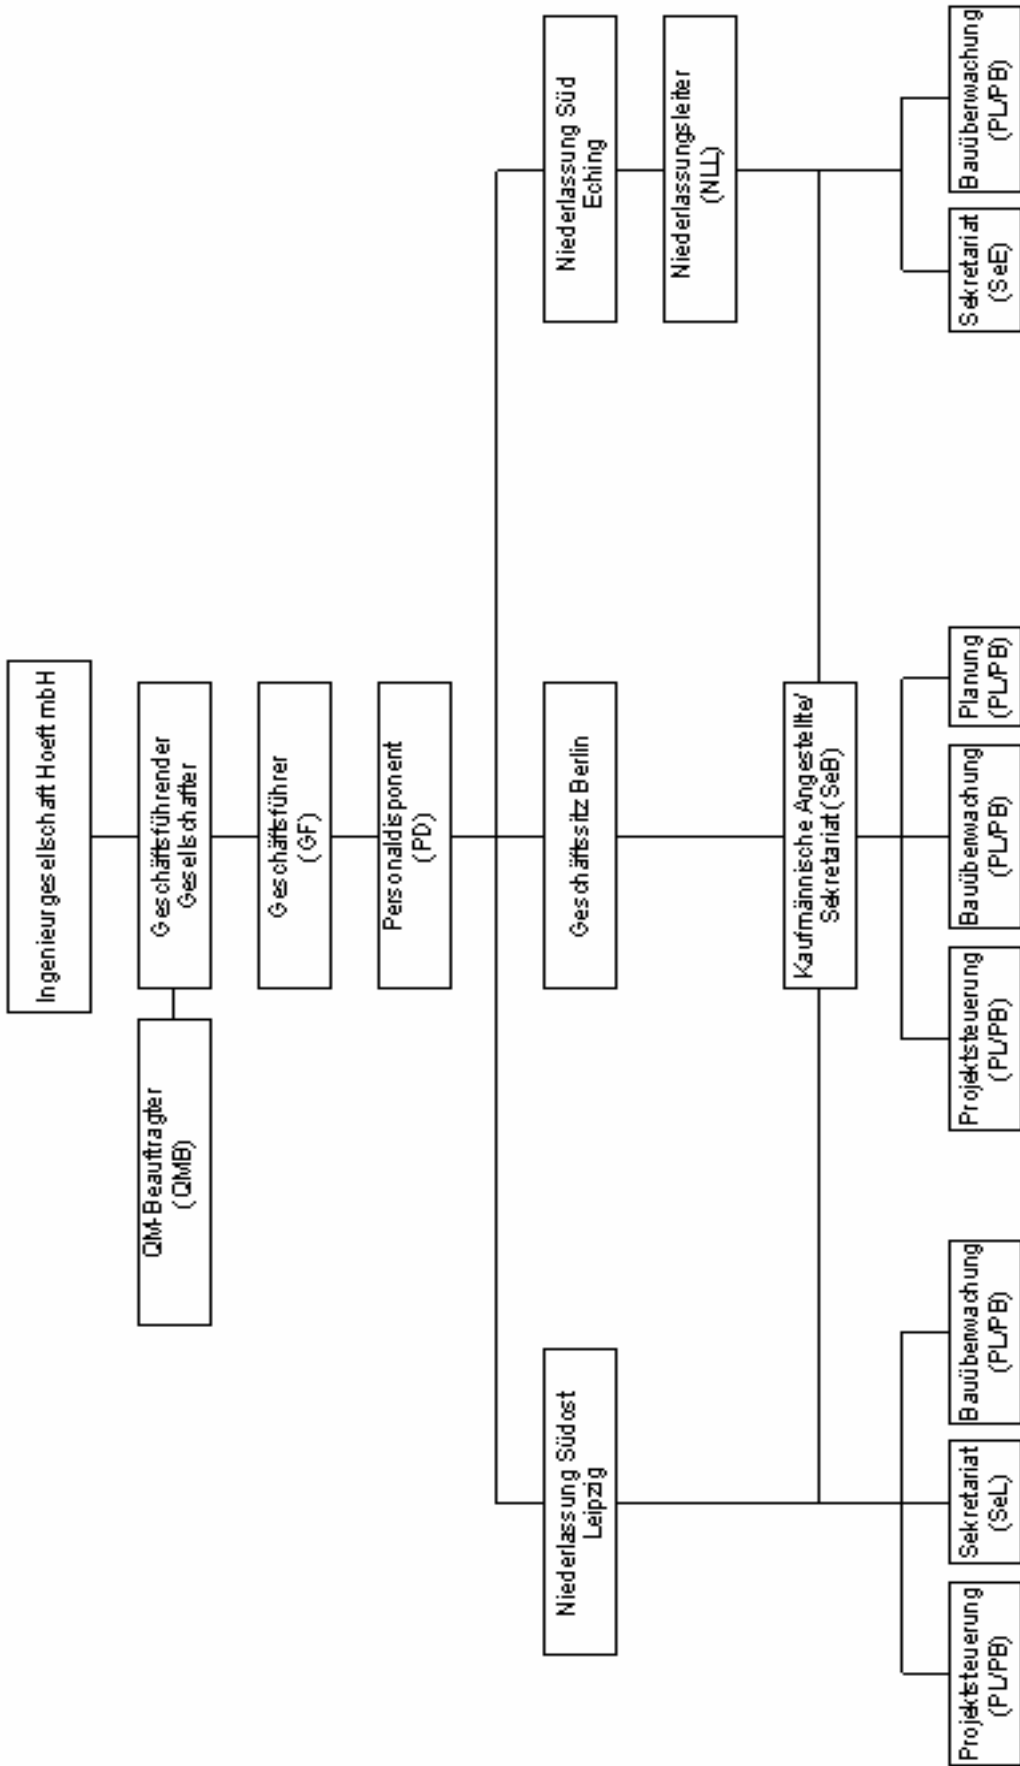 Ingenieurgesellschaft Hoeft mbH
QM-Beauftragter
(QMB)
Geschäftsführender
Gesellschafter
Geschäftsführer
(GF)
Personaldisponent
(PD)
Niederlassung Südost
Leipzig
Geschäftssitz Berlin
Niederlassung Süd
Eching
Niederlassungsleiter
(NLL)
Kaufmännische Angestellte/
Sekretariat (SeB)
Projektsteuerung
(PL/PB)
Sekretariat
(SeL)
Bauüberwachung
(PL/PB)
Projektsteuerung
(PL/PB)
Bauüberwachung
(PL/PB)
Planung
(PL/PB)
Sekretariat
(SeE)
Bauüberwachung
(PL/PB)